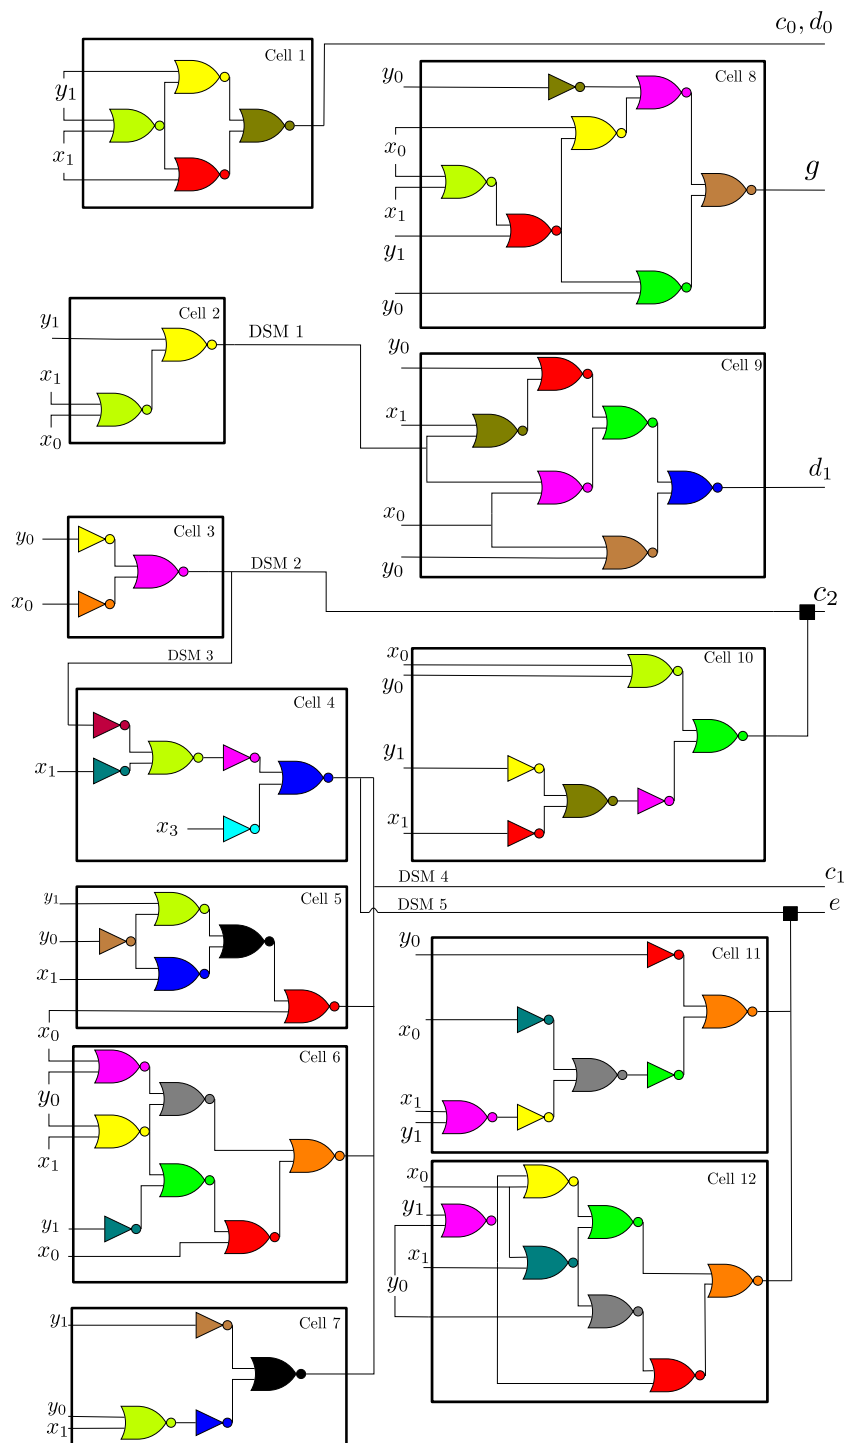 c₀, d₀
Cell 1
y₁
x₁
Cell 8
y₀
x₀
x₁
y₁
y₀
g
Cell 2
y₁
x₁
x₀
DSM 1
Cell 9
y₀
x₁
x₀
y₀
d₁
Cell 3
y₀
x₀
DSM 2
c₂
DSM 3
Cell 4
x₁
x₃
Cell 10
x₀
y₀
y₁
x₁
DSM 4
c₁
DSM 5
e
Cell 5
y₁
y₀
x₁
x₀
Cell 6
y₀
x₁
y₁
x₀
Cell 11
y₀
x₀
x₁
y₁
Cell 12
x₀
y₁
x₁
y₀
Cell 7
y₁
y₀
x₁